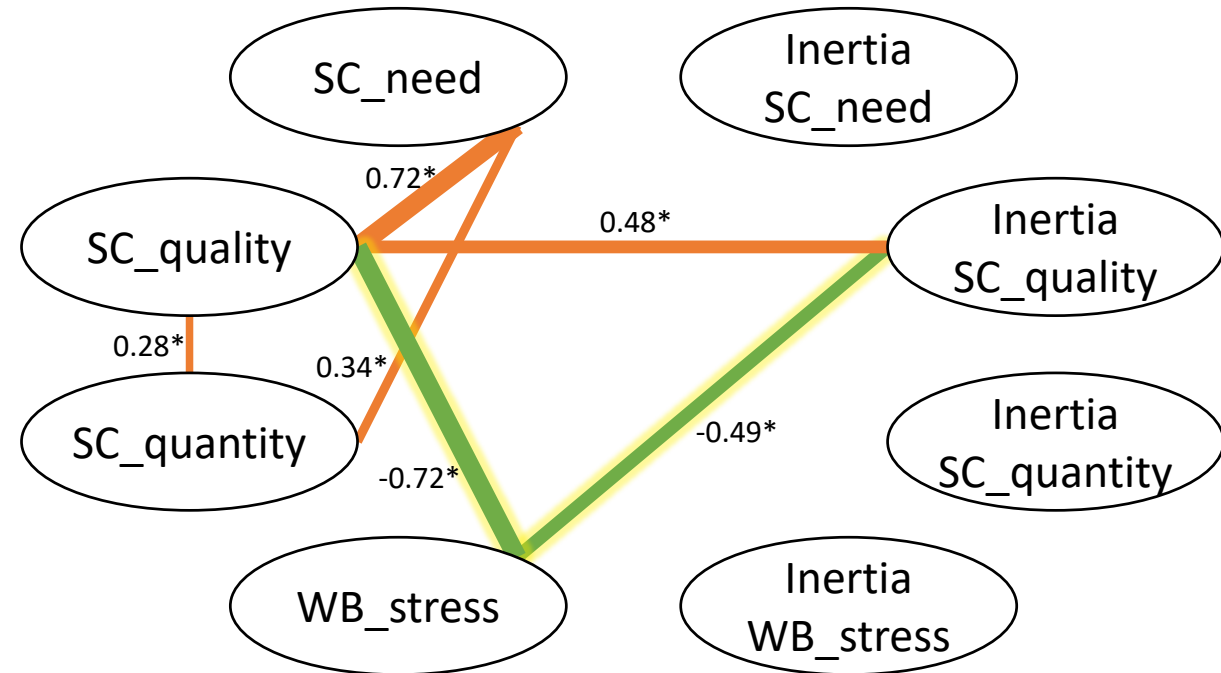 SC_need
Inertia
SC_need
0.72*
0.48*
SC_quality
Inertia
SC_quality
0.28*
0.34*
SC_quantity
Inertia
SC_quantity
-0.72*
-0.49*
WB_stress
Inertia
WB_stress